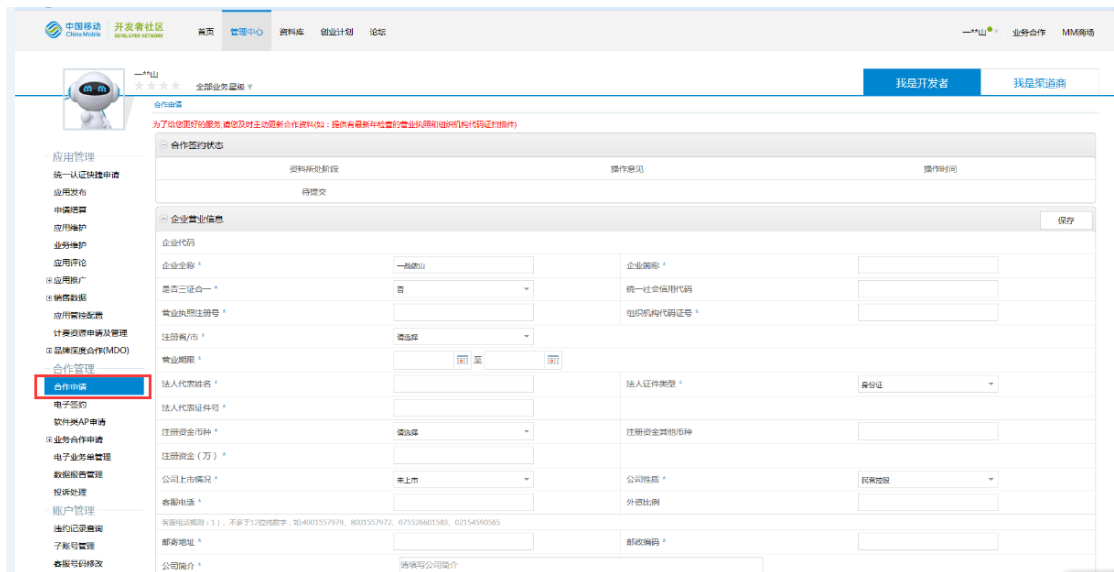 中国移动 China Mobile 开发者社区 DEVELOPER NETWORK 首页 管理中心 资料库 创业计划 论坛 一**山 业务合作 MM商场
一**山
全部业务星级
我是开发者 我是渠道商
合作申请
为了给您更好的服务,请您及时主动更新合作资料(如：提供有最新年检章的营业执照和组织机构代码证扫描件)
合作签约状态
资料所处阶段 操作意见 操作时间
待提交
企业营业信息 保存
企业代码
企业全称 * 企业简称 *
是否三证合一 * 否 统一社会信用代码
营业执照注册号 * 组织机构代码证号 *
注册省/市 * 请选择
营业期限 * 至
法人代表姓名 * 法人证件类型 * 身份证
法人代表证件号 *
注册资金币种 * 请选择 注册资金其他币种
注册资金 ( 万 ) *
公司上市情况 * 未上市 公司性质 * 民营控股
客服电话 * 外资比例
客服电话规则：1 )、不多于12位纯数字，如:4001557979、8001557972、075526601583、02154590565
邮寄地址 * 邮政编码 *
公司简介 * 请填写公司简介
应用管理
统一认证快捷申请
应用发布
申请结算
应用维护
业务维护
应用评论
应用推广
销售数据
应用管控配置
计费资源申请及管理
品牌深度合作(MDO)
合作管理
合作申请
电子签约
软件类AP申请
业务合作申请
电子业务单管理
数据报告管理
投诉处理
账户管理
违约记录查询
子账号管理
客服号码修改